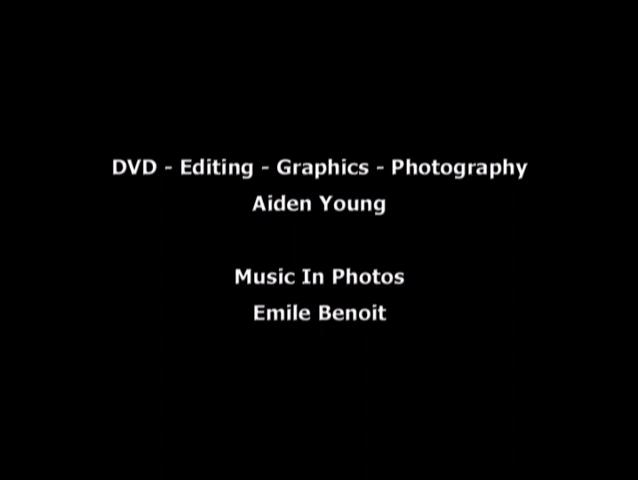 DVD - Editing - Graphics - Photography
Aiden Young
Music In Photos
Emile Benoit